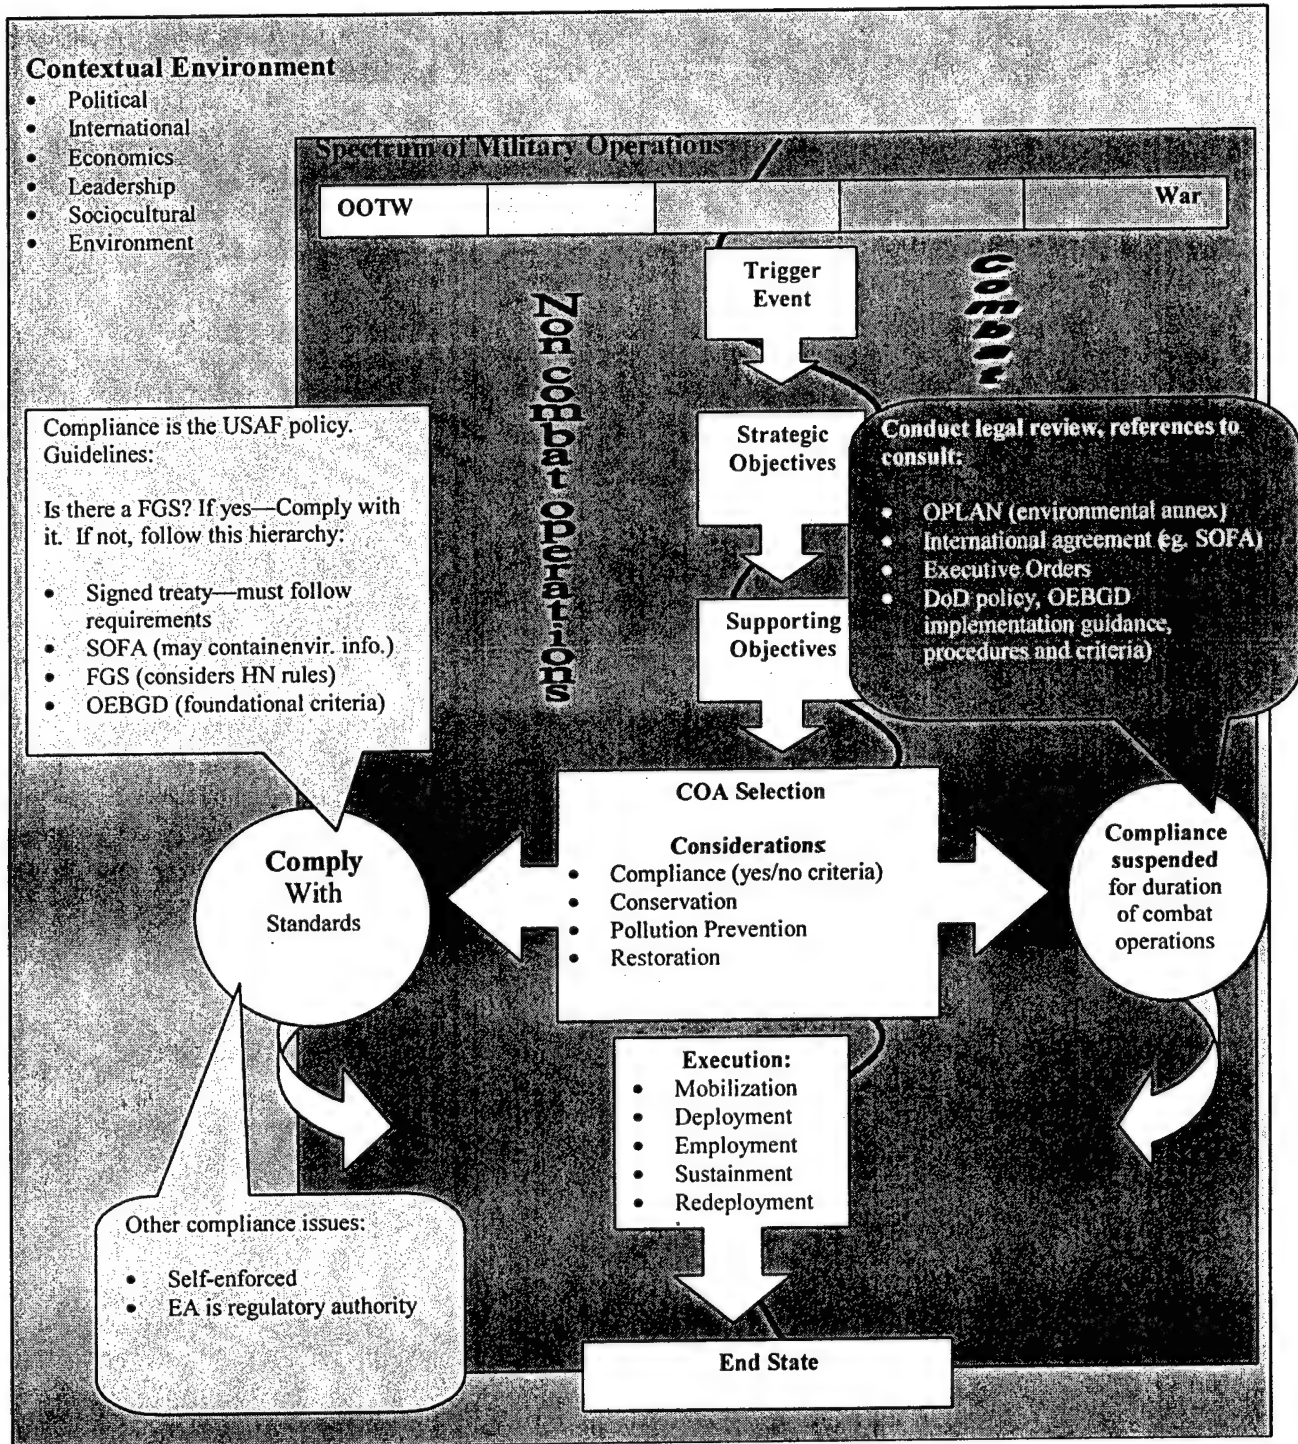 Contextual Environment
• Political
• International
• Economics
• Leadership
• Sociocultural
• Environment
Spectrum of Military Operations
OOTW
War
Trigger
Event
Non combat operations
Combat
Compliance is the USAF policy.
Guidelines:
Is there a FGS? If yes—Comply with
it. If not, follow this hierarchy:
• Signed treaty—must follow
requirements
• SOFA (may containenvir. info.)
• FGS (considers HN rules)
• OEBGD (foundational criteria)
Strategic
Objectives
Conduct legal review, references to
consult:
• OPLAN (environmental annex)
• International agreement (eg. SOFA)
• Executive Orders
• DoD policy, OEBGD
implementation guidance,
procedures and criteria)
Supporting
Objectives
COA Selection
Considerations:
• Compliance (yes/no criteria)
• Conservation
• Pollution Prevention
• Restoration
Comply
With
Standards
Compliance
suspended
for duration
of combat
operations
Execution:
• Mobilization
• Deployment
• Employment
• Sustainment
• Redeployment
Other compliance issues:
• Self-enforced
• EA is regulatory authority
End State